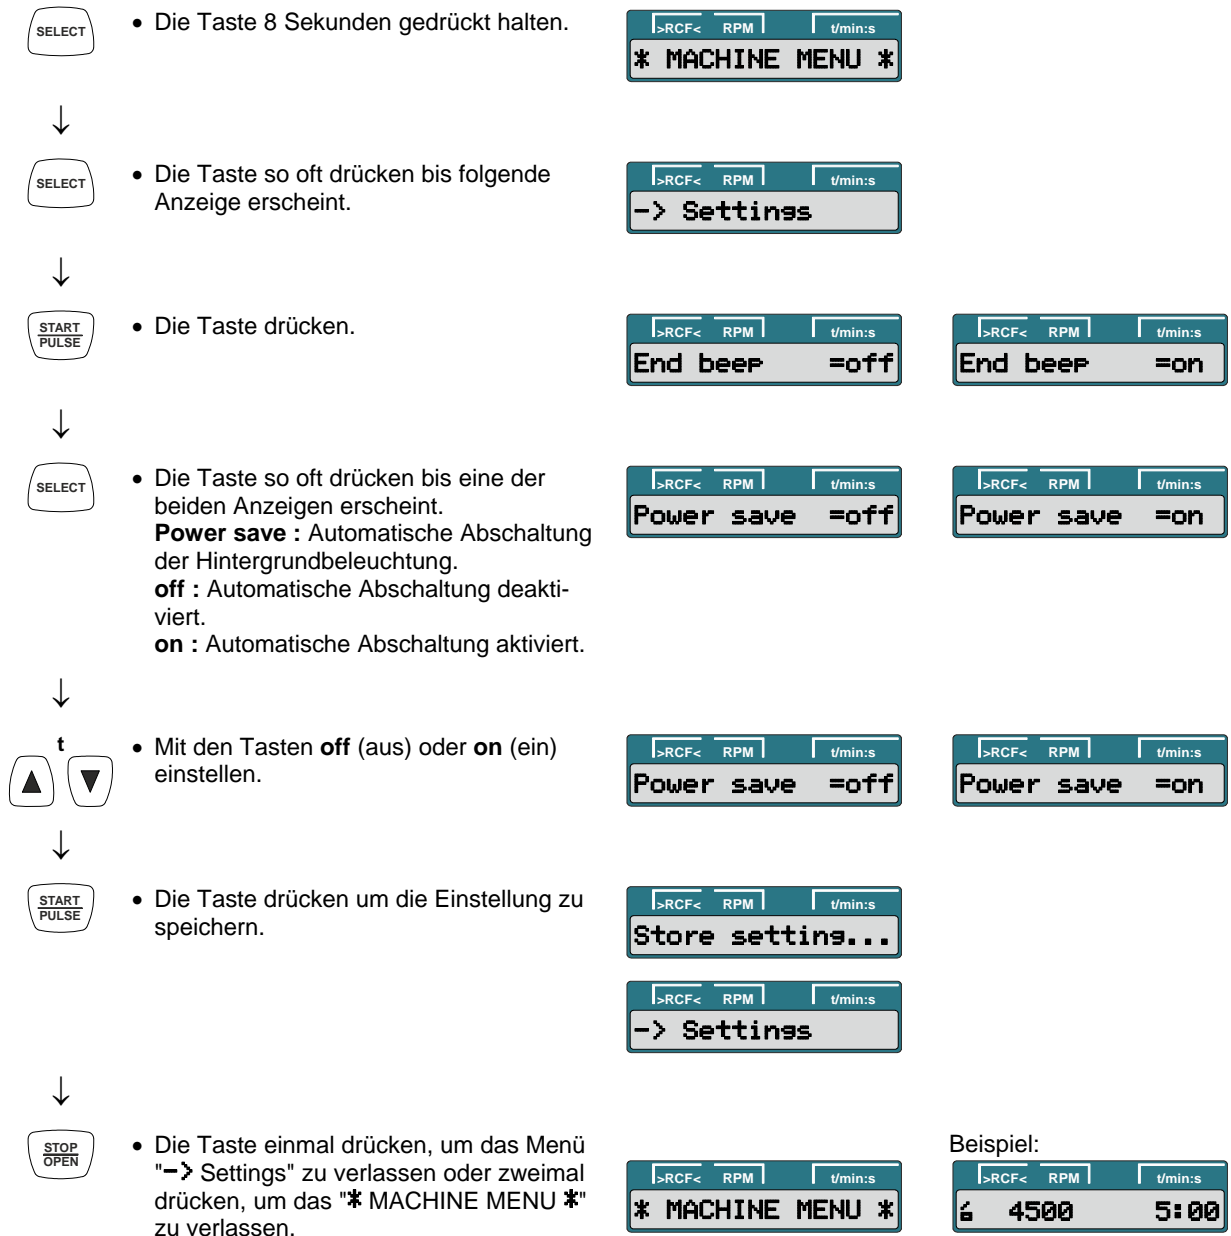 SELECT
• Die Taste 8 Sekunden gedrückt halten.
>RCF< RPM t/min:s
* MACHINE MENU *
↓
SELECT
• Die Taste so oft drücken bis folgende
Anzeige erscheint.
>RCF< RPM t/min:s
-> Settings
↓
START
PULSE
• Die Taste drücken.
>RCF< RPM t/min:s
End beep =off
>RCF< RPM t/min:s
End beep =on
↓
SELECT
• Die Taste so oft drücken bis eine der
beiden Anzeigen erscheint.
Power save : Automatische Abschaltung
der Hintergrundbeleuchtung.
off : Automatische Abschaltung deakti-
viert.
on : Automatische Abschaltung aktiviert.
>RCF< RPM t/min:s
Power save =off
>RCF< RPM t/min:s
Power save =on
↓
t
▲ ▼
• Mit den Tasten off (aus) oder on (ein)
einstellen.
>RCF< RPM t/min:s
Power save =off
>RCF< RPM t/min:s
Power save =on
↓
START
PULSE
• Die Taste drücken um die Einstellung zu
speichern.
>RCF< RPM t/min:s
Store setting...
>RCF< RPM t/min:s
-> Settings
↓
STOP
OPEN
• Die Taste einmal drücken, um das Menü
"-> Settings" zu verlassen oder zweimal
drücken, um das "* MACHINE MENU *"
zu verlassen.
>RCF< RPM t/min:s
* MACHINE MENU *
Beispiel:
>RCF< RPM t/min:s
4500 5:00